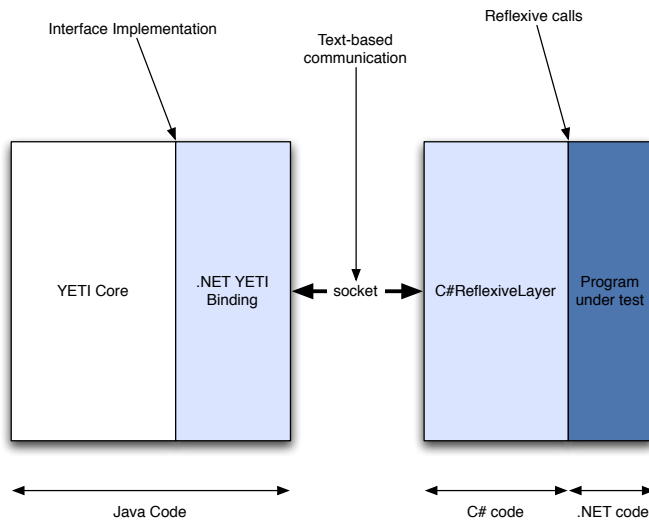 Interface Implementation
Text-based
communication
Reflexive calls
YETI Core
.NET YETI
Binding
socket
C#ReflexiveLayer
Program
under test
Java Code
C# code
.NET code